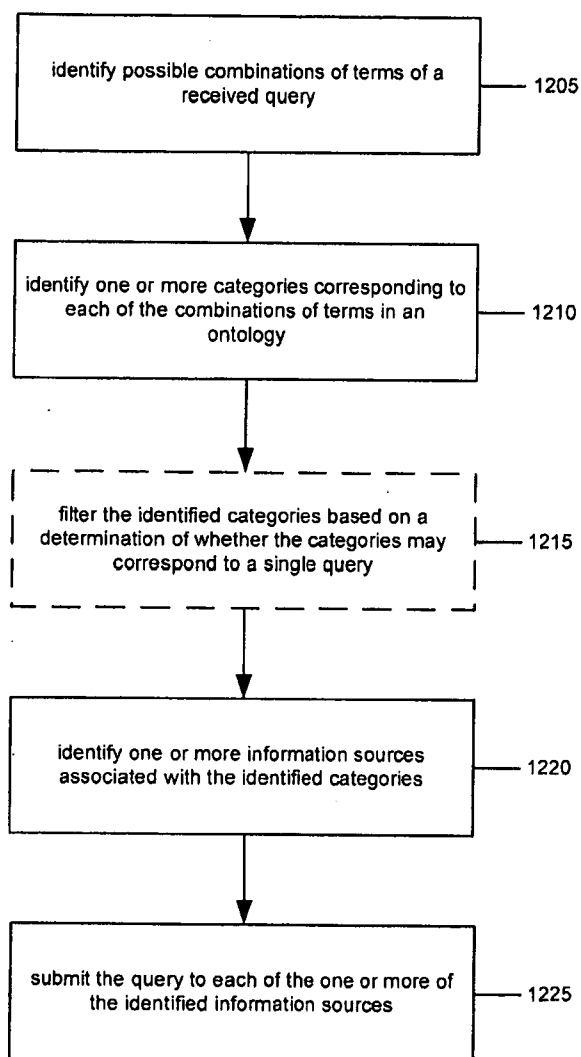 identify possible combinations of terms of a
received query
1205
identify one or more categories corresponding to
each of the combinations of terms in an
ontology
1210
filter the identified categories based on a
determination of whether the categories may
correspond to a single query
1215
identify one or more information sources
associated with the identified categories
1220
submit the query to each of the one or more of
the identified information sources
1225